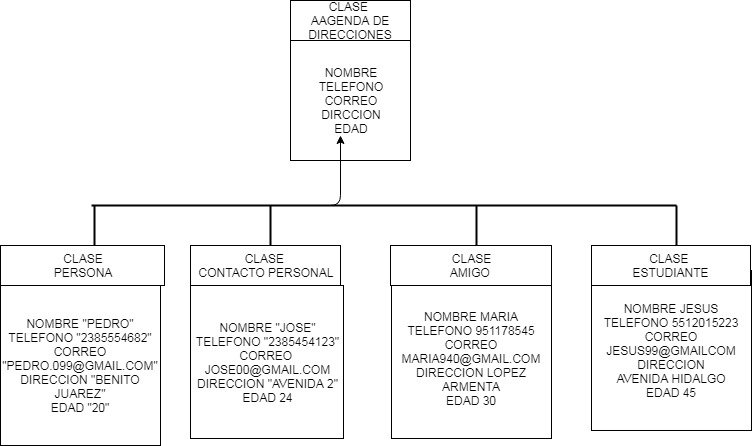 CLASE
AAGENDA DE
DIRECCIONES
NOMBRE
TELEFONO
CORREO
DIRCCION
EDAD
CLASE
PERSONA
NOMBRE "PEDRO"
TELEFONO "2385554682"
CORREO
"PEDRO.099@GMAIL.COM"
DIRECCION "BENITO
JUAREZ"
EDAD "20"
CLASE
CONTACTO PERSONAL
NOMBRE "JOSE"
TELEFONO "2385454123"
CORREO
JOSE00@GMAIL.COM
DIRECCION "AVENIDA 2"
EDAD 24
CLASE
AMIGO
NOMBRE MARIA
TELEFONO 951178545
CORREO
MARIA940@GMAIL.COM
DIRECCION LOPEZ
ARMENTA
EDAD 30
CLASE
ESTUDIANTE
NOMBRE JESUS
TELEFONO 5512015223
CORREO
JESUS99@GMAILCOM
DIRECCION
AVENIDA HIDALGO
EDAD 45